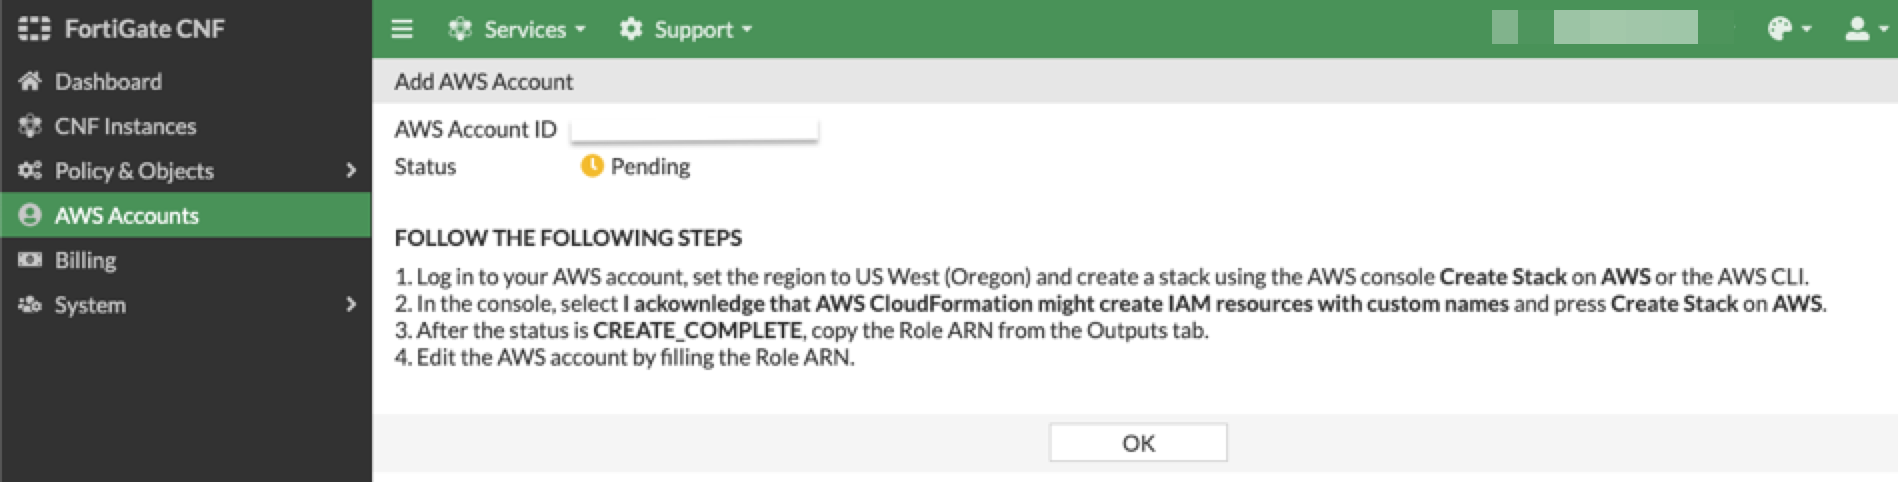 FortiGate CNF
Services
Support
Dashboard
CNF Instances
Policy & Objects
AWS Accounts
Billing
System
Add AWS Account
AWS Account ID
Status Pending
FOLLOW THE FOLLOWING STEPS
1. Log in to your AWS account, set the region to US West (Oregon) and create a stack using the AWS console Create Stack on AWS or the AWS CLI.
2. In the console, select I ackownledge that AWS CloudFormation might create IAM resources with custom names and press Create Stack on AWS.
3. After the status is CREATE_COMPLETE, copy the Role ARN from the Outputs tab.
4. Edit the AWS account by filling the Role ARN.
OK